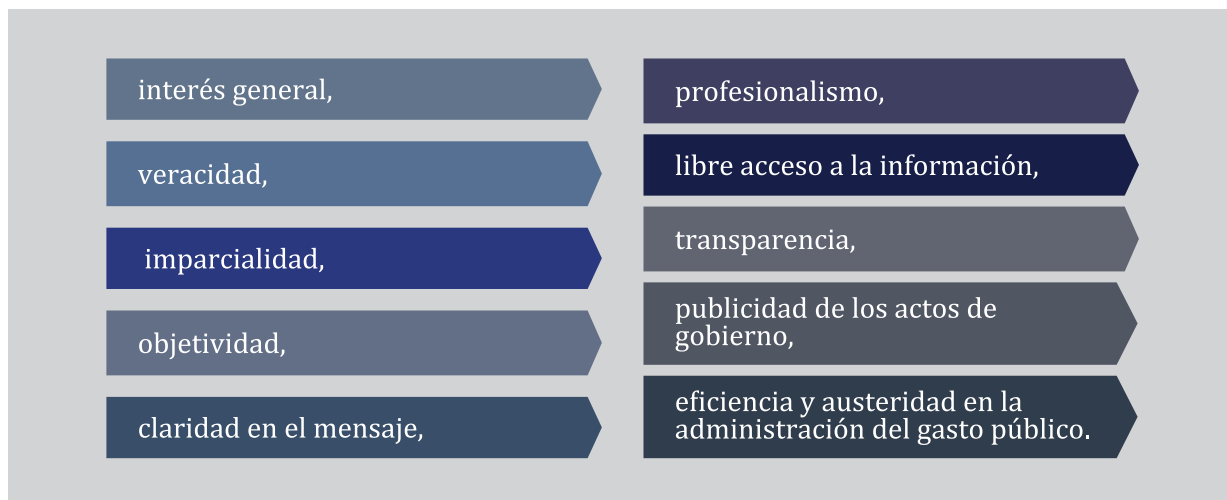 interés general,
veracidad,
imparcialidad,
objetividad,
claridad en el mensaje,
profesionalismo,
libre acceso a la información,
transparencia,
publicidad de los actos de
gobierno,
eficiencia y austeridad en la
administración del gasto público.